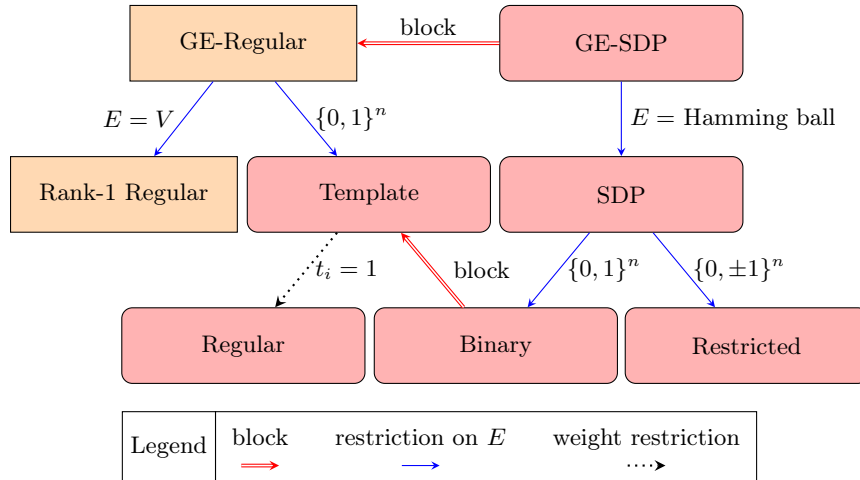 block
GE-Regular
GE-SDP
$E = V$
$\{0, 1\}^n$
$E$ = Hamming ball
Rank-1 Regular
Template
SDP
$t_i = 1$
block
$\{0, 1\}^n$
$\{0, \pm 1\}^n$
Regular
Binary
Restricted
Legend
block
restriction on $E$
weight restriction